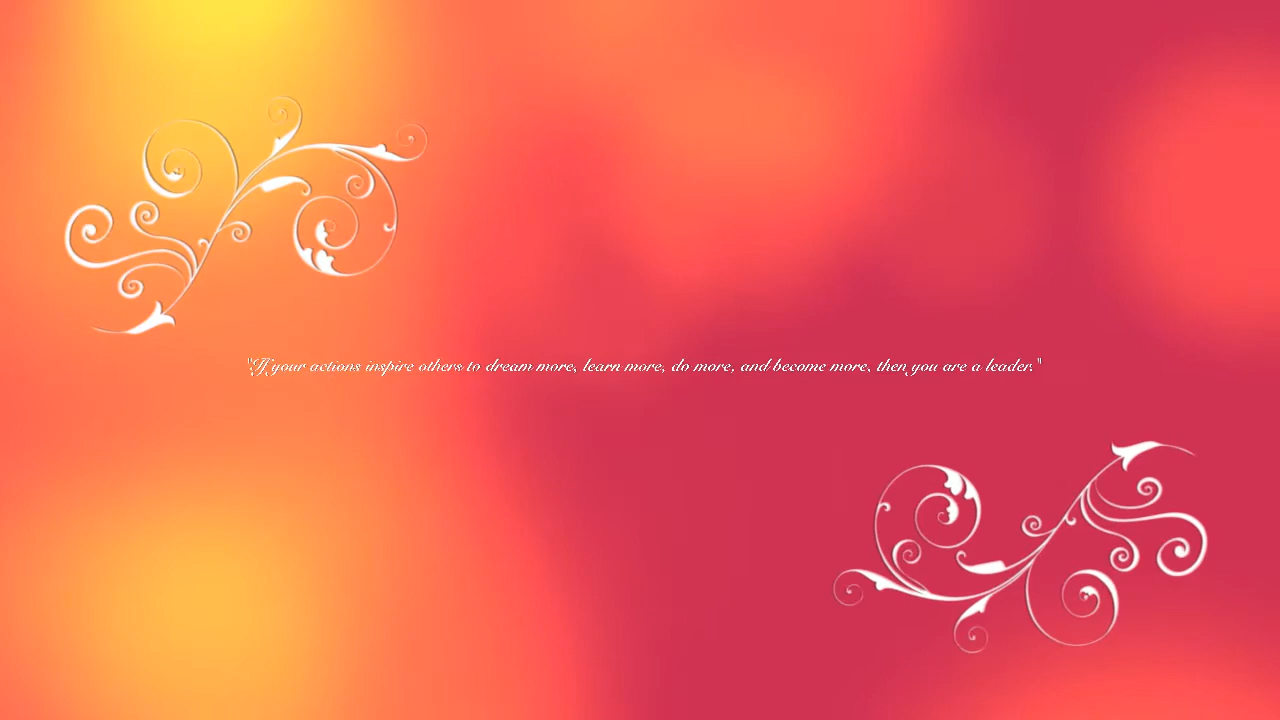 "If your actions inspire others to dream more, learn more, do more, and become more, then you are a leader."